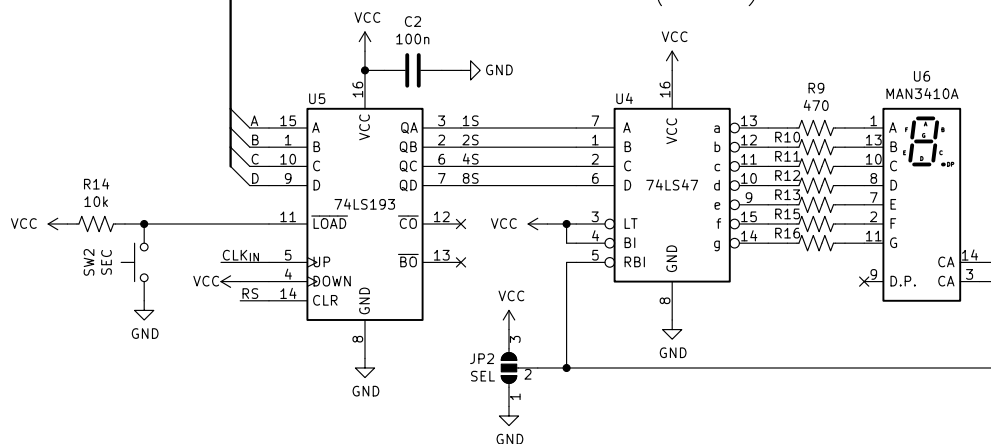 VCC
C2
100n
GND
16
VCC
U5
74LS193
A 15 A
B 1 B
C 10 C
D 9 D
11 LOAD
CLKIN 5 UP
VCC 4 DOWN
RS 14 CLR
QA 3 1S
QB 2 2S
QC 6 4S
QD 7 8S
CO 12
BO 13
GND
8
GND
R14
10k
VCC
SW2
SEC
GND
VCC
16
VCC
U4
74LS47
7 A
1 B
2 C
6 D
VCC
3 LT
4 BI
5 RBI
a 13
b 12
c 11
d 10
e 9
f 15
g 14
GND
8
GND
R9
470
R10
R11
R12
R13
R15
R16
U6
MAN3410A
1 A
13 B
10 C
8 D
7 E
2 F
11 G
9 D.P.
CA 14
CA 3
A
F B
G
E C
D
DP
VCC
3
JP2
SEL
2
1
GND